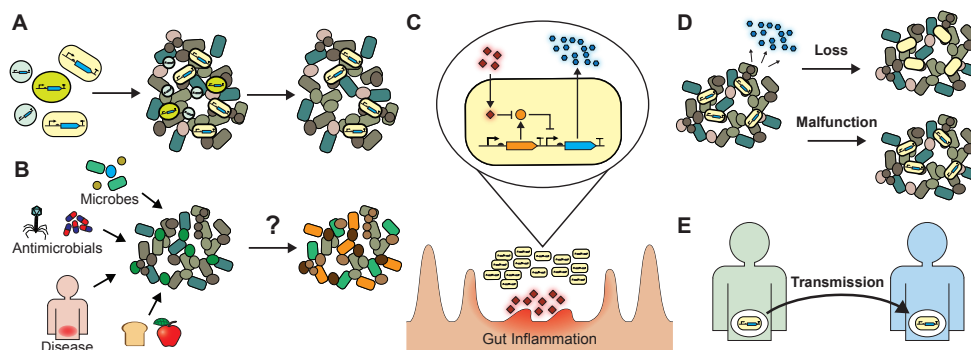 A
B
Microbes
Antimicrobials
Disease
?
C
Gut Inflammation
D
Loss
Malfunction
E
Transmission